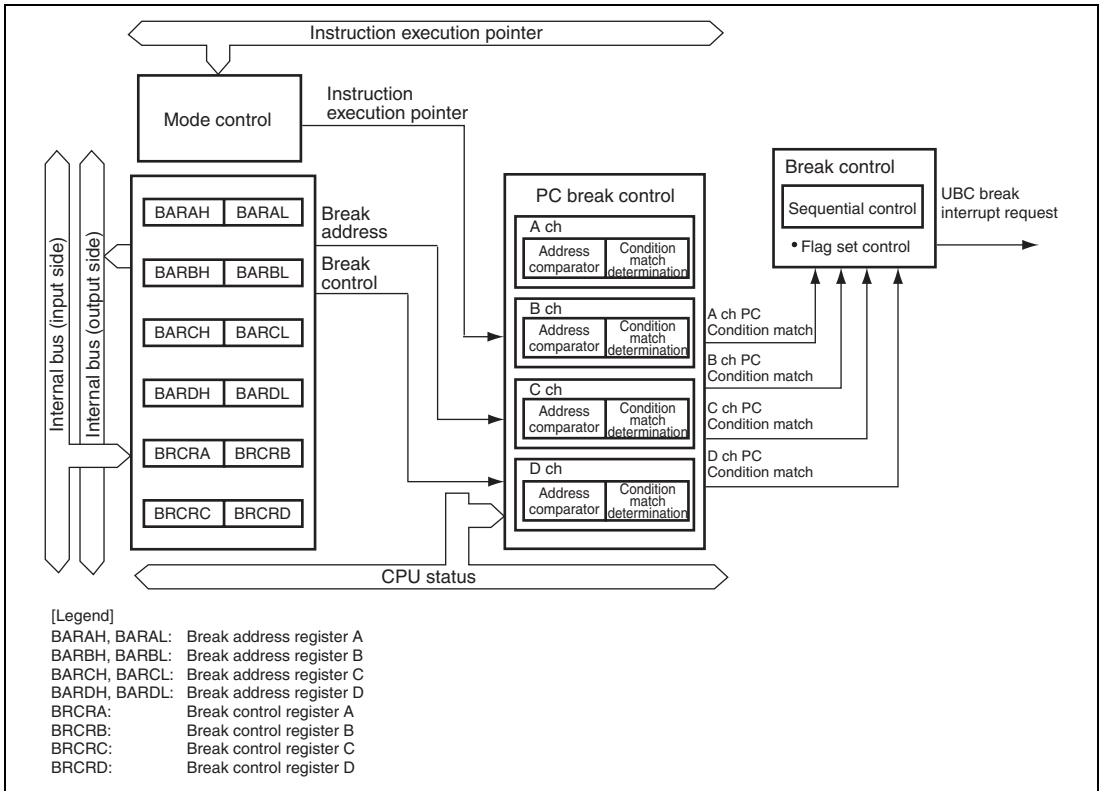 Instruction execution pointer
Mode control
Instruction
execution pointer
Internal bus (input side)
Internal bus (output side)
BARAH BARAL
BARBH BARBL
BARCH BARCL
BARDH BARDL
BRCRA BRCRB
BRCRC BRCRD
Break
address
Break
control
PC break control
A ch
Address
comparator
Condition
match
determination
B ch
Address
comparator
Condition
match
determination
C ch
Address
comparator
Condition
match
determination
D ch
Address
comparator
Condition
match
determination
A ch PC
Condition match
B ch PC
Condition match
C ch PC
Condition match
D ch PC
Condition match
Break control
Sequential control
• Flag set control
UBC break
interrupt request
CPU status
[Legend]
BARAH, BARAL: Break address register A
BARBH, BARBL: Break address register B
BARCH, BARCL: Break address register C
BARDH, BARDL: Break address register D
BRCRA: Break control register A
BRCRB: Break control register B
BRCRC: Break control register C
BRCRD: Break control register D